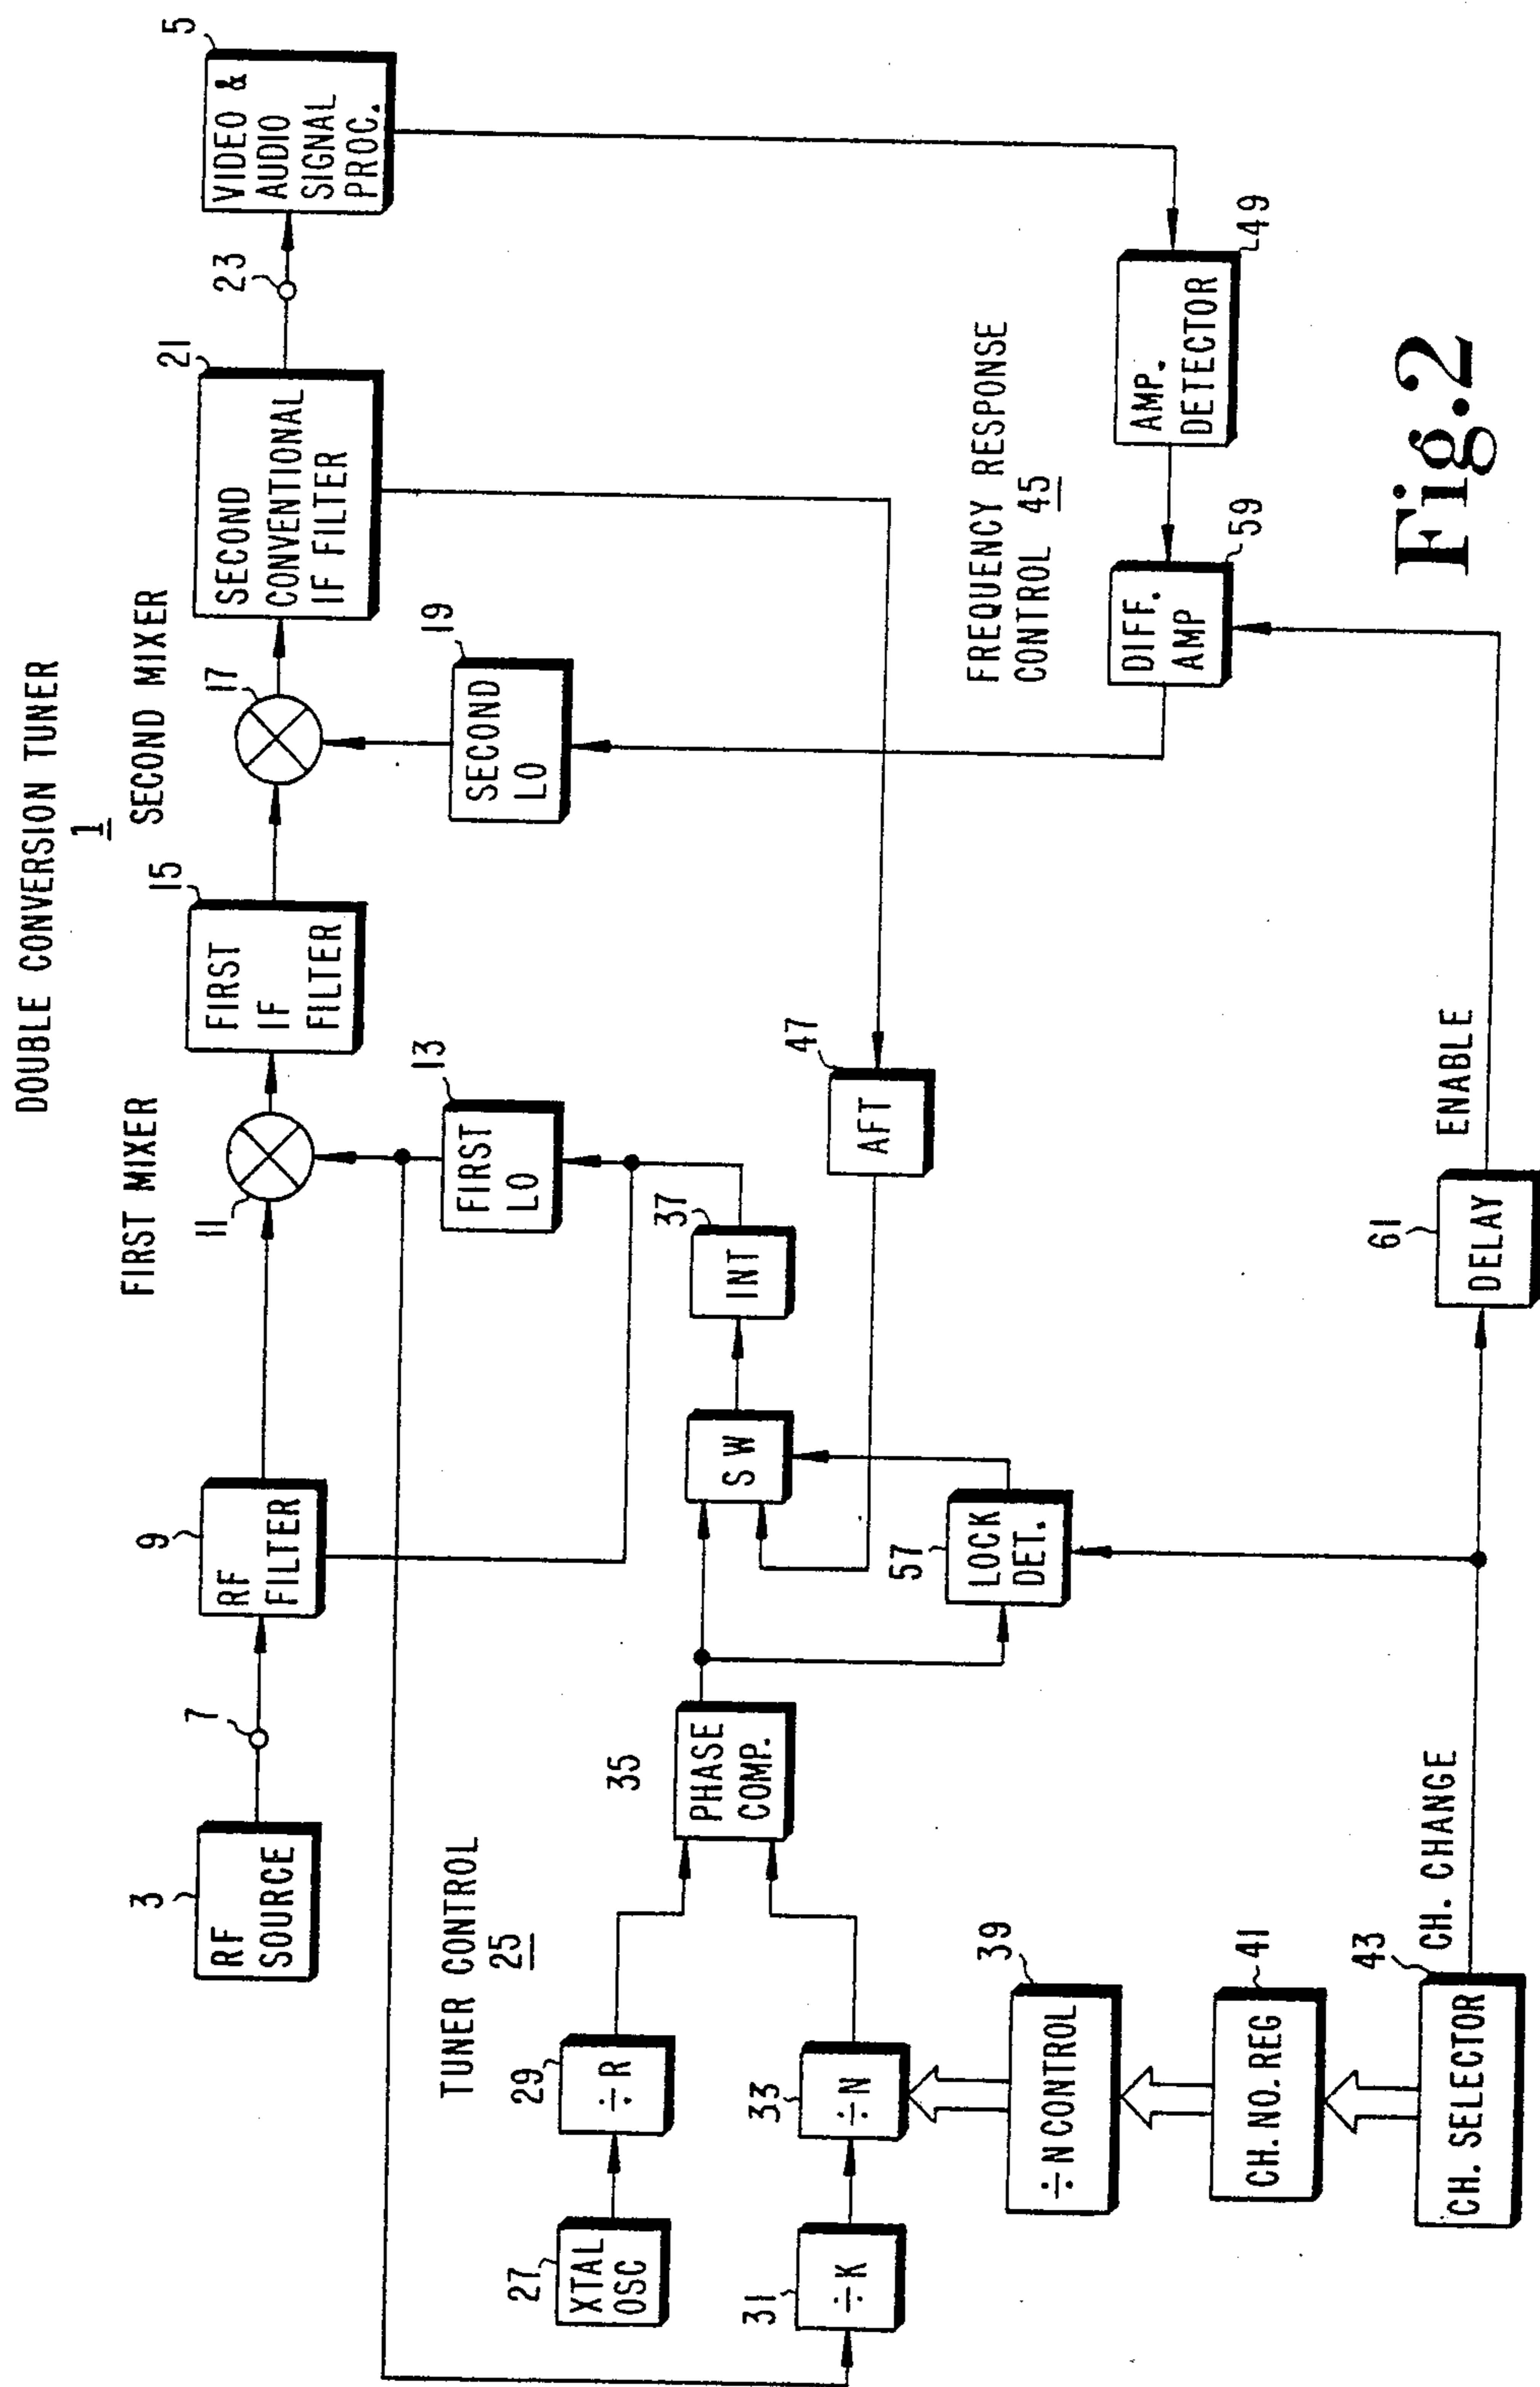 DOUBLE CONVERSION TUNER
1
FIRST MIXER
SECOND MIXER
3
RF
SOURCE
7
9
RF
FILTER
11
15
FIRST
IF
FILTER
17
21
SECOND
CONVENTIONAL
IF FILTER
23
5
VIDEO &
AUDIO
SIGNAL
PROC.
13
FIRST
LO
19
SECOND
LO
TUNER CONTROL
25
27
XTAL
OSC
29
÷R
35
PHASE
COMP.
SW
37
INT
31
÷K
33
÷N
47
AFT
57
LOCK
DET.
39
÷N CONTROL
41
CH. NO. REG
43
CH. SELECTOR
CH. CHANGE
61
DELAY
ENABLE
FREQUENCY RESPONSE
CONTROL 45
59
DIFF.
AMP
49
AMP.
DETECTOR
Fig.2